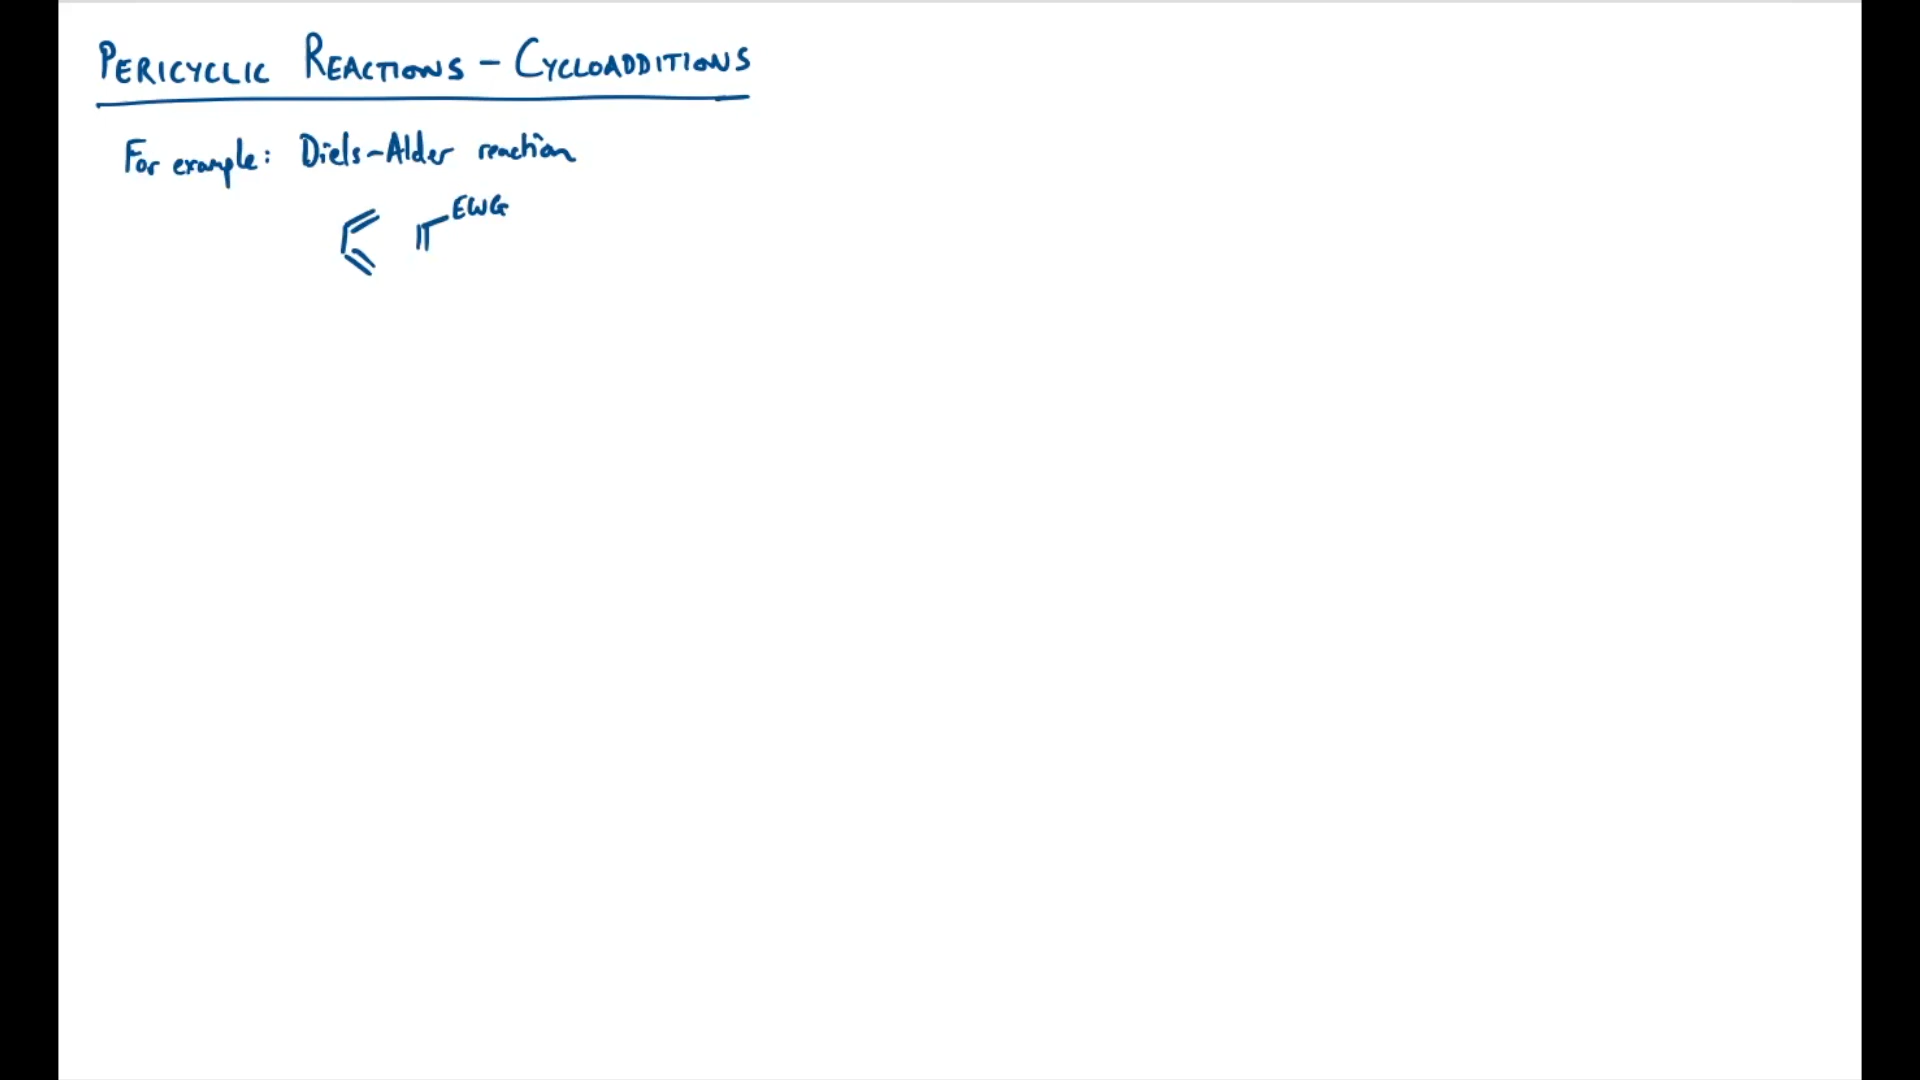 PERICYCLIC REACTIONS - CYCLOADDITIONS
For example: Diels-Alder reaction
EWG